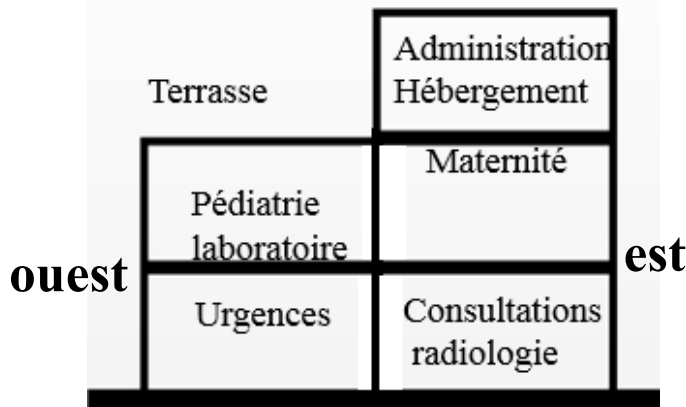 Administration
Hébergement
Terrasse
Maternité
Pédiatrie
laboratoire
ouest
est
Urgences
Consultations
radiologie